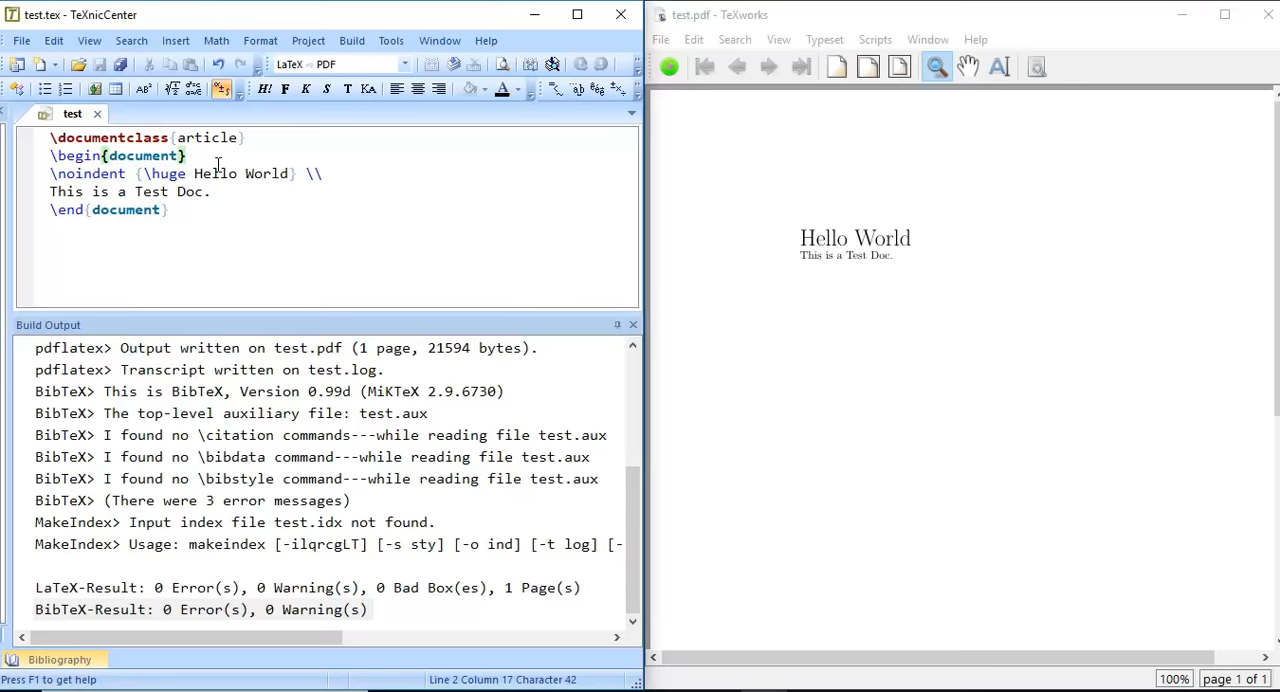 test.tex - TeXnicCenter
File Edit View Search Insert Math Format Project Build Tools Window Help
LaTeX → PDF
H! F K S T KA
test
\documentclass{article}
\begin{document}
\noindent {\huge Hello World} \\
This is a Test Doc.
\end{document}
Build Output
pdflatex> Output written on test.pdf (1 page, 21594 bytes).
pdflatex> Transcript written on test.log.
BibTeX> This is BibTeX, Version 0.99d (MiKTeX 2.9.6730)
BibTeX> The top-level auxiliary file: test.aux
BibTeX> I found no \citation commands---while reading file test.aux
BibTeX> I found no \bibdata command---while reading file test.aux
BibTeX> I found no \bibstyle command---while reading file test.aux
BibTeX> (There were 3 error messages)
MakeIndex> Input index file test.idx not found.
MakeIndex> Usage: makeindex [-ilqrcgLT] [-s sty] [-o ind] [-t log] [-
LaTeX-Result: 0 Error(s), 0 Warning(s), 0 Bad Box(es), 1 Page(s)
BibTeX-Result: 0 Error(s), 0 Warning(s)
Bibliography
Press F1 to get help
Line 2 Column 17 Character 42
test.pdf - TeXworks
File Edit Search View Typeset Scripts Window Help
Hello World
This is a Test Doc.
100%
page 1 of 1